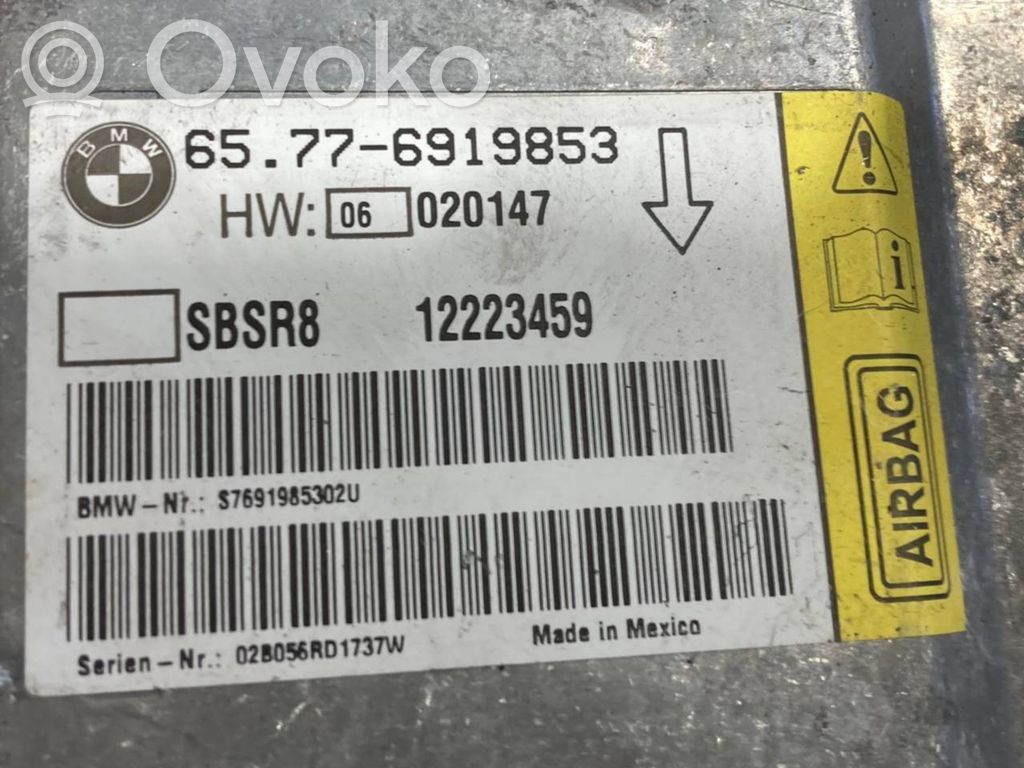 Ovoko
BMW
65.77-6919853
HW: 06 020147
SBSR8 12223459
BMW-Nr.: S7691985302U
Serien-Nr.: 02B056RD1737W
Made in Mexico
i
AIRBAG